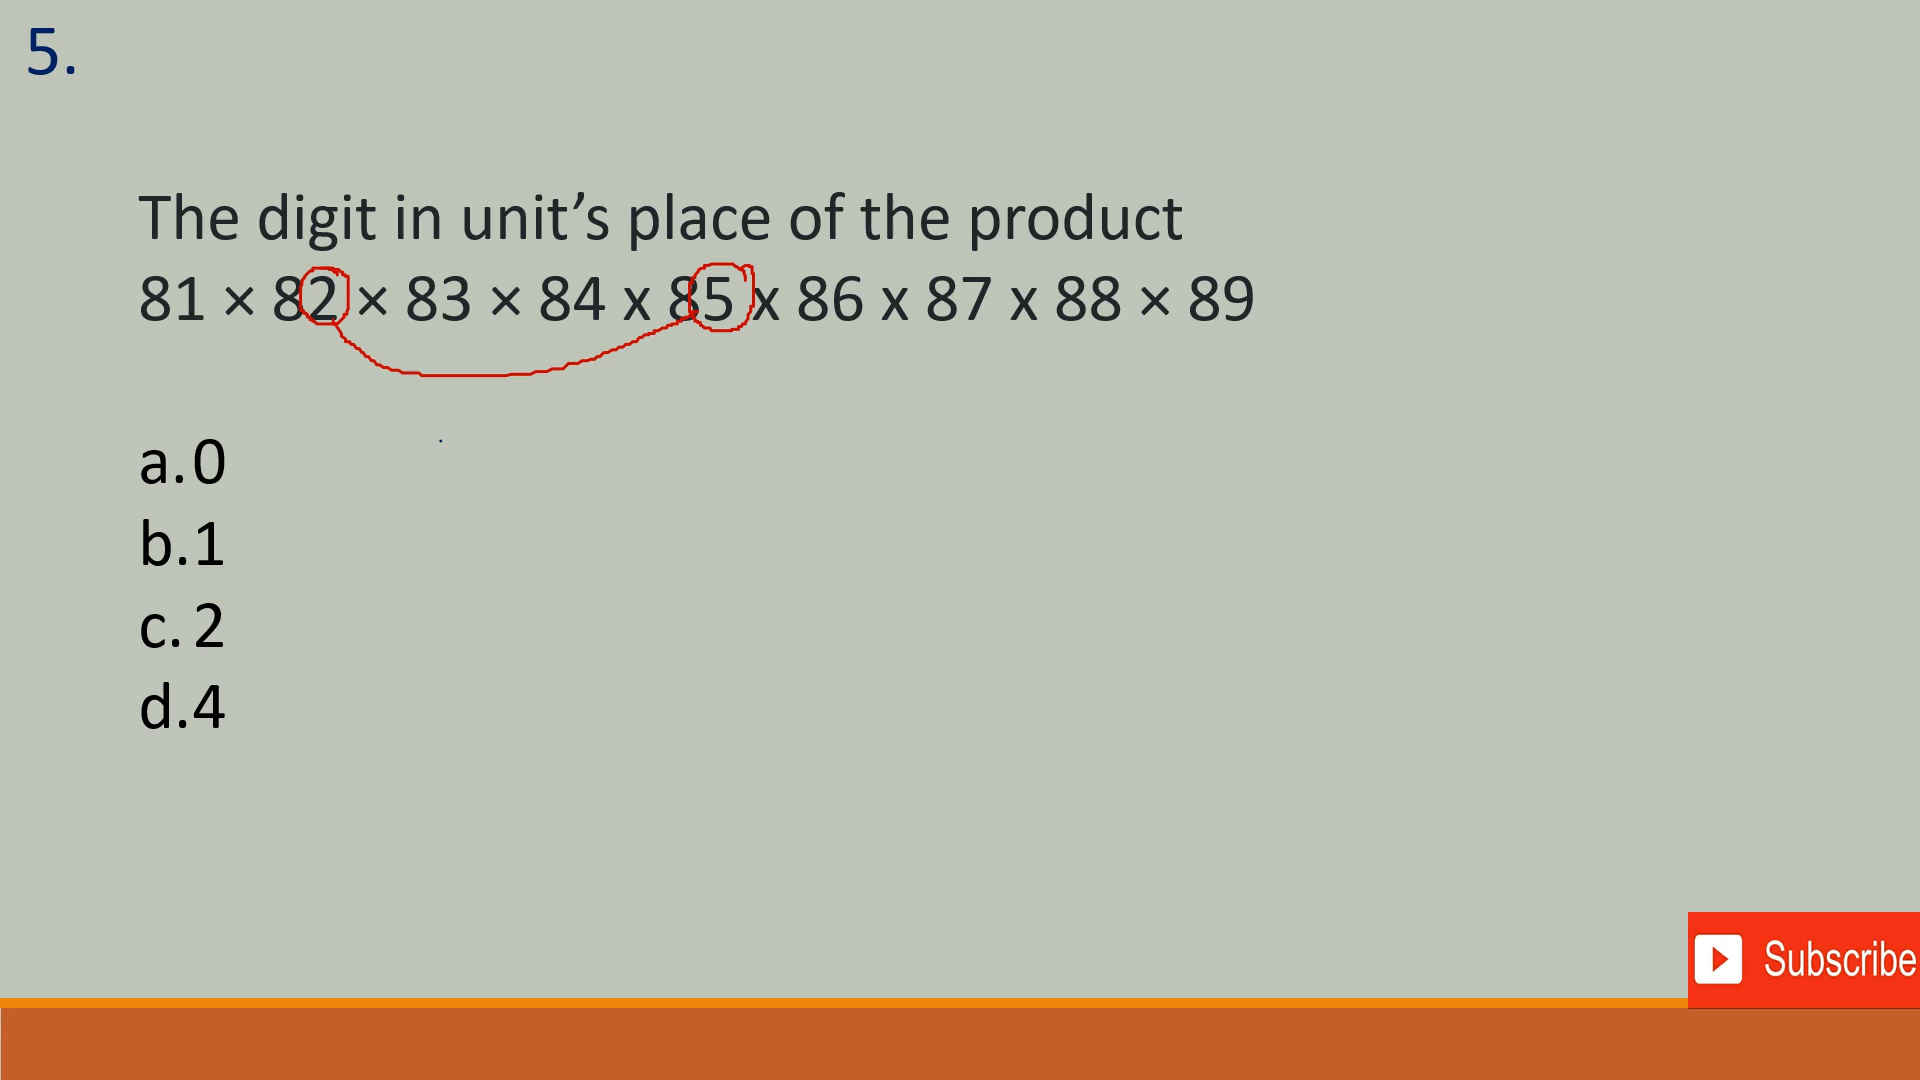 5.
The digit in unit’s place of the product
81 × 82 × 83 × 84 x 85 x 86 x 87 x 88 × 89
a. 0
b. 1
c. 2
d. 4
Subscribe